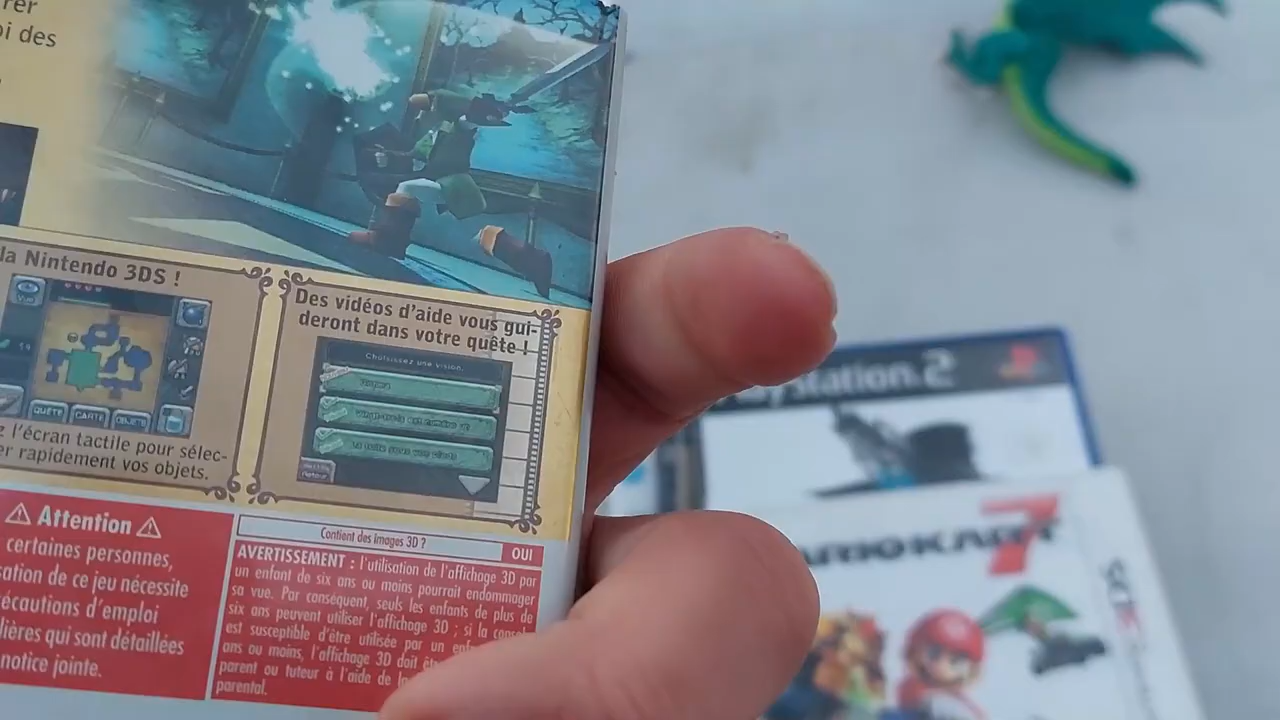 rer
oi des
la Nintendo 3DS !
Vue
QUÊTE CARTE OBJETS
z l'écran tactile pour sélec-
er rapidement vos objets.
Des vidéos d'aide vous gui-
deront dans votre quête !
Choisissez une vision.
Attention
certaines personnes,
sation de ce jeu nécessite
écautions d'emploi
lières qui sont détaillées
notice jointe.
Contient des images 3D ? OUI
AVERTISSEMENT : l'utilisation de l'affichage 3D par
un enfant de six ans ou moins pourrait endommager
sa vue. Par conséquent, seuls les enfants de plus de
six ans peuvent utiliser l'affichage 3D ; si la conso
est susceptible d'être utilisée par un enf
ans ou moins, l'affichage 3D doit êt
parent ou tuteur à l'aide de
parental.
PlayStation.2
ARIOKART 7